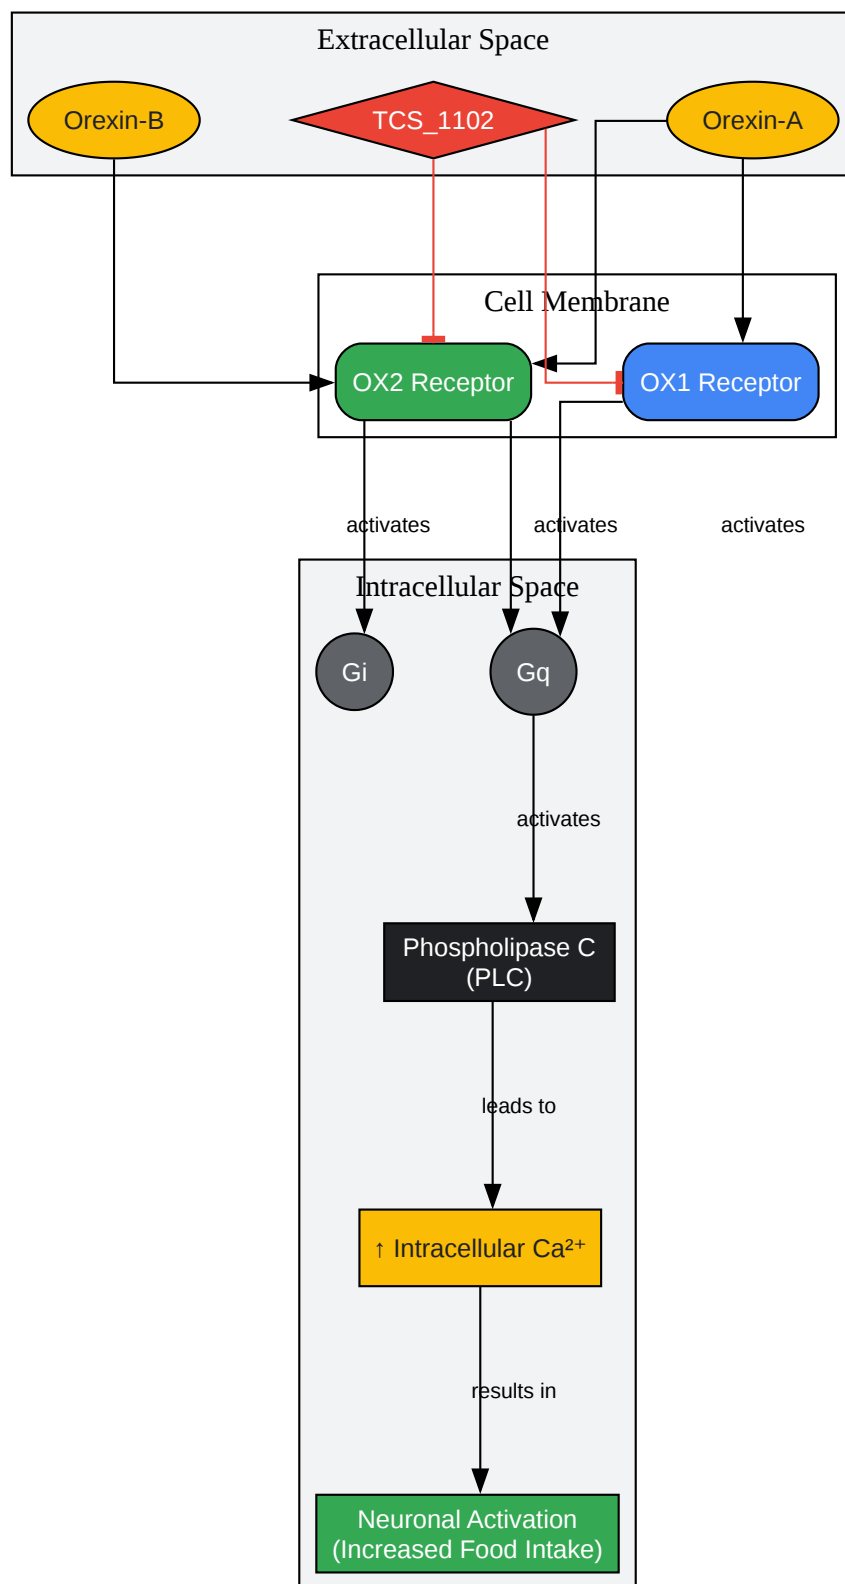 Extracellular Space
Orexin-B
TCS_1102
Orexin-A
Cell Membrane
OX2 Receptor
OX1 Receptor
activates
activates
activates
Intracellular Space
Gi
Gq
activates
Phospholipase C
(PLC)
leads to
↑ Intracellular Ca²⁺
results in
Neuronal Activation
(Increased Food Intake)